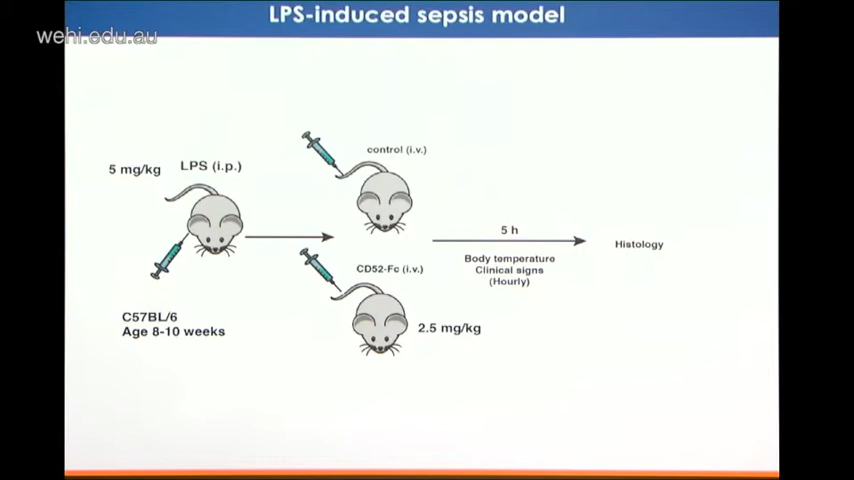 LPS-induced sepsis model
wehi.edu.au
control (i.v.)
5 mg/kg
LPS (i.p.)
5 h
Histology
Body temperature
Clinical signs
(Hourly)
CD52-Fc (i.v.)
C57BL/6
Age 8-10 weeks
2.5 mg/kg